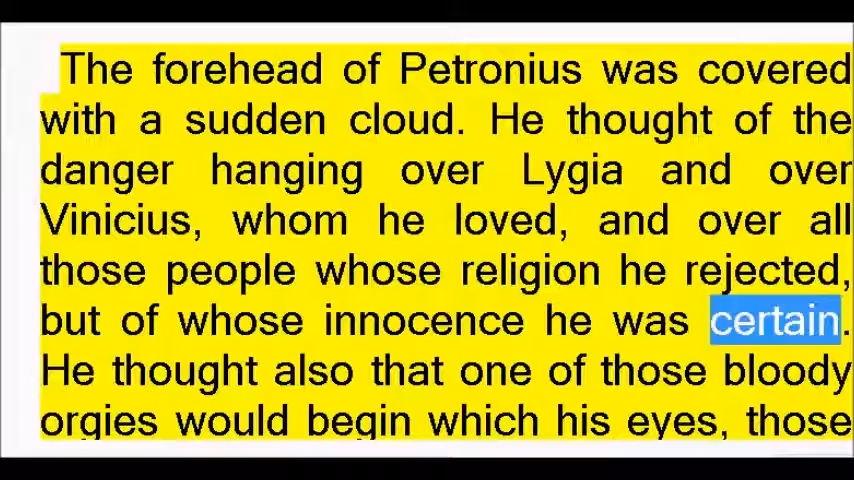 The forehead of Petronius was covered
with a sudden cloud. He thought of the
danger hanging over Lygia and over
Vinicius, whom he loved, and over all
those people whose religion he rejected,
but of whose innocence he was certain.
He thought also that one of those bloody
orgies would begin which his eyes, those